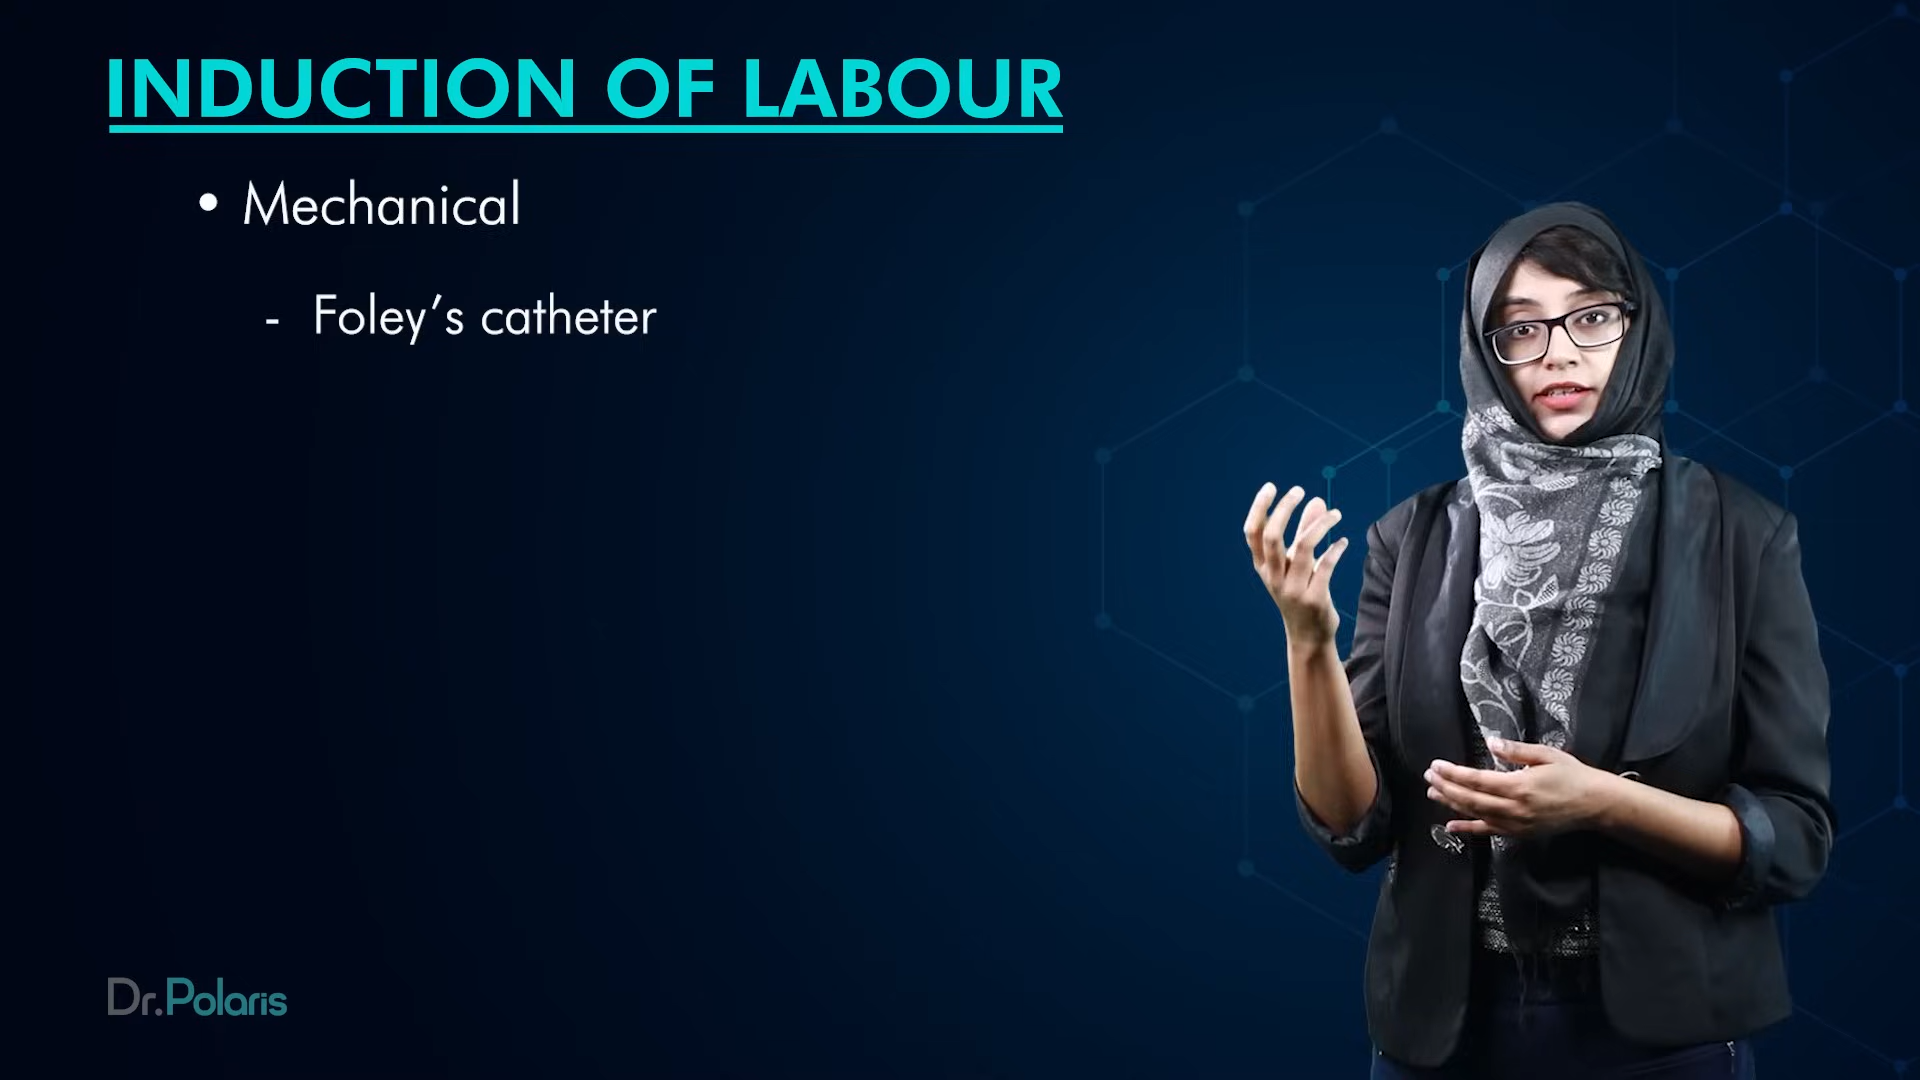 INDUCTION OF LABOUR
• Mechanical
- Foley’s catheter
Dr.Polaris